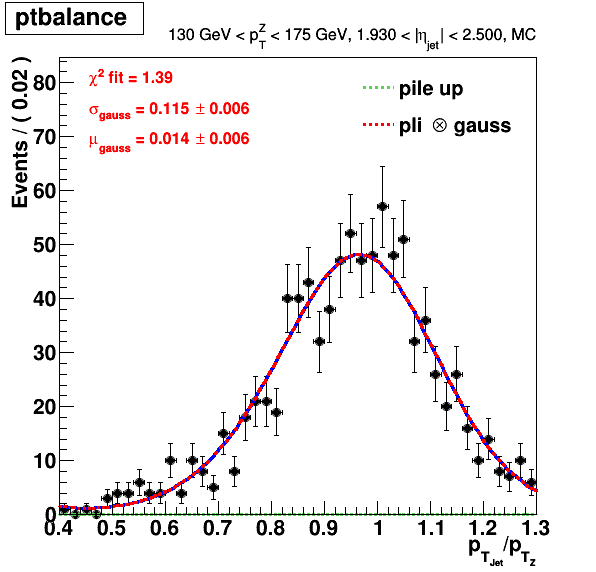 ptbalance
130 GeV < p_T^Z < 175 GeV, 1.930 < |η_jet| < 2.500, MC
χ² fit = 1.39
σ_gauss = 0.115 ± 0.006
μ_gauss = 0.014 ± 0.006
pile up
pli ⊗ gauss
Events / ( 0.02 )
80
70
60
50
40
30
20
10
0
0.4 0.5 0.6 0.7 0.8 0.9 1 1.1 1.2 1.3
p_T_Jet/p_T_Z